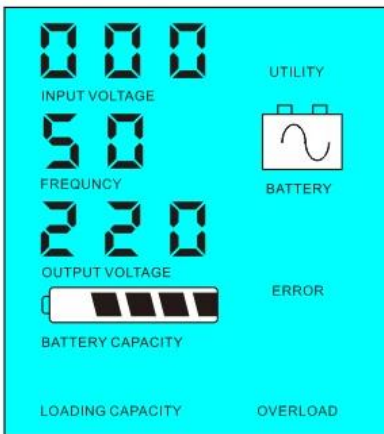 000
UTILITY
INPUT VOLTAGE
50
FREQUNCY
BATTERY
220
OUTPUT VOLTAGE
ERROR
BATTERY CAPACITY
LOADING CAPACITY
OVERLOAD